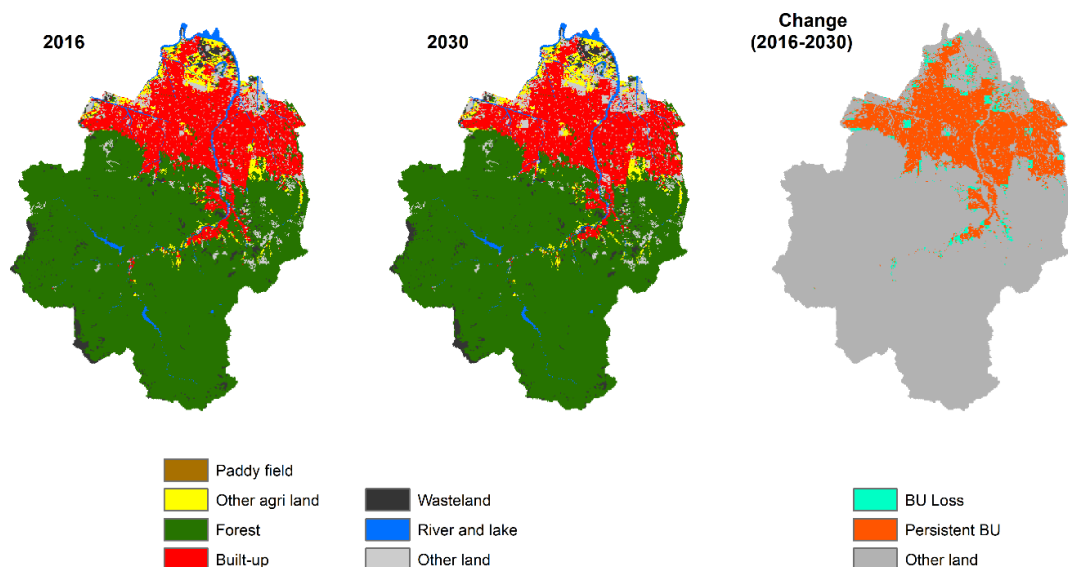 2016
2030
Change
(2016-2030)
Paddy field
Other agri land
Forest
Built-up
Wasteland
River and lake
Other land
BU Loss
Persistent BU
Other land